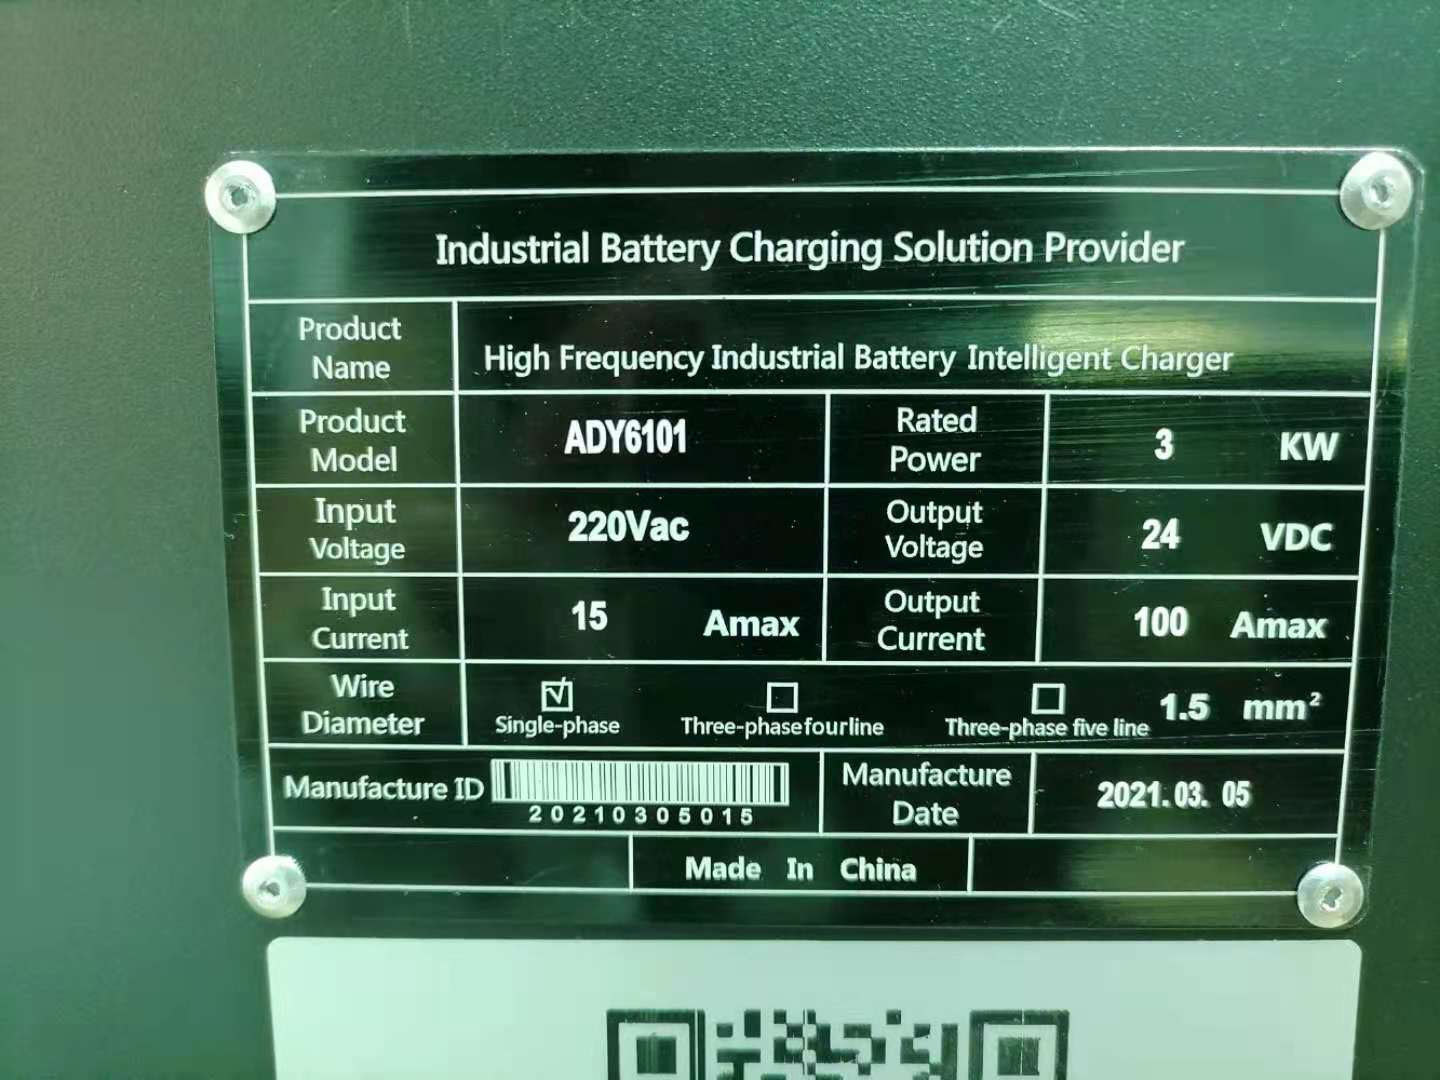 Industrial Battery Charging Solution Provider
Product Name
High Frequency Industrial Battery Intelligent Charger
Product Model
ADY6101
Rated Power
3 KW
Input Voltage
220Vac
Output Voltage
24 VDC
Input Current
15 Amax
Output Current
100 Amax
Wire Diameter
Single-phase
Three-phase four line
Three-phase five line
1.5 mm²
Manufacture ID
20210305015
Manufacture Date
2021.03.05
Made In China